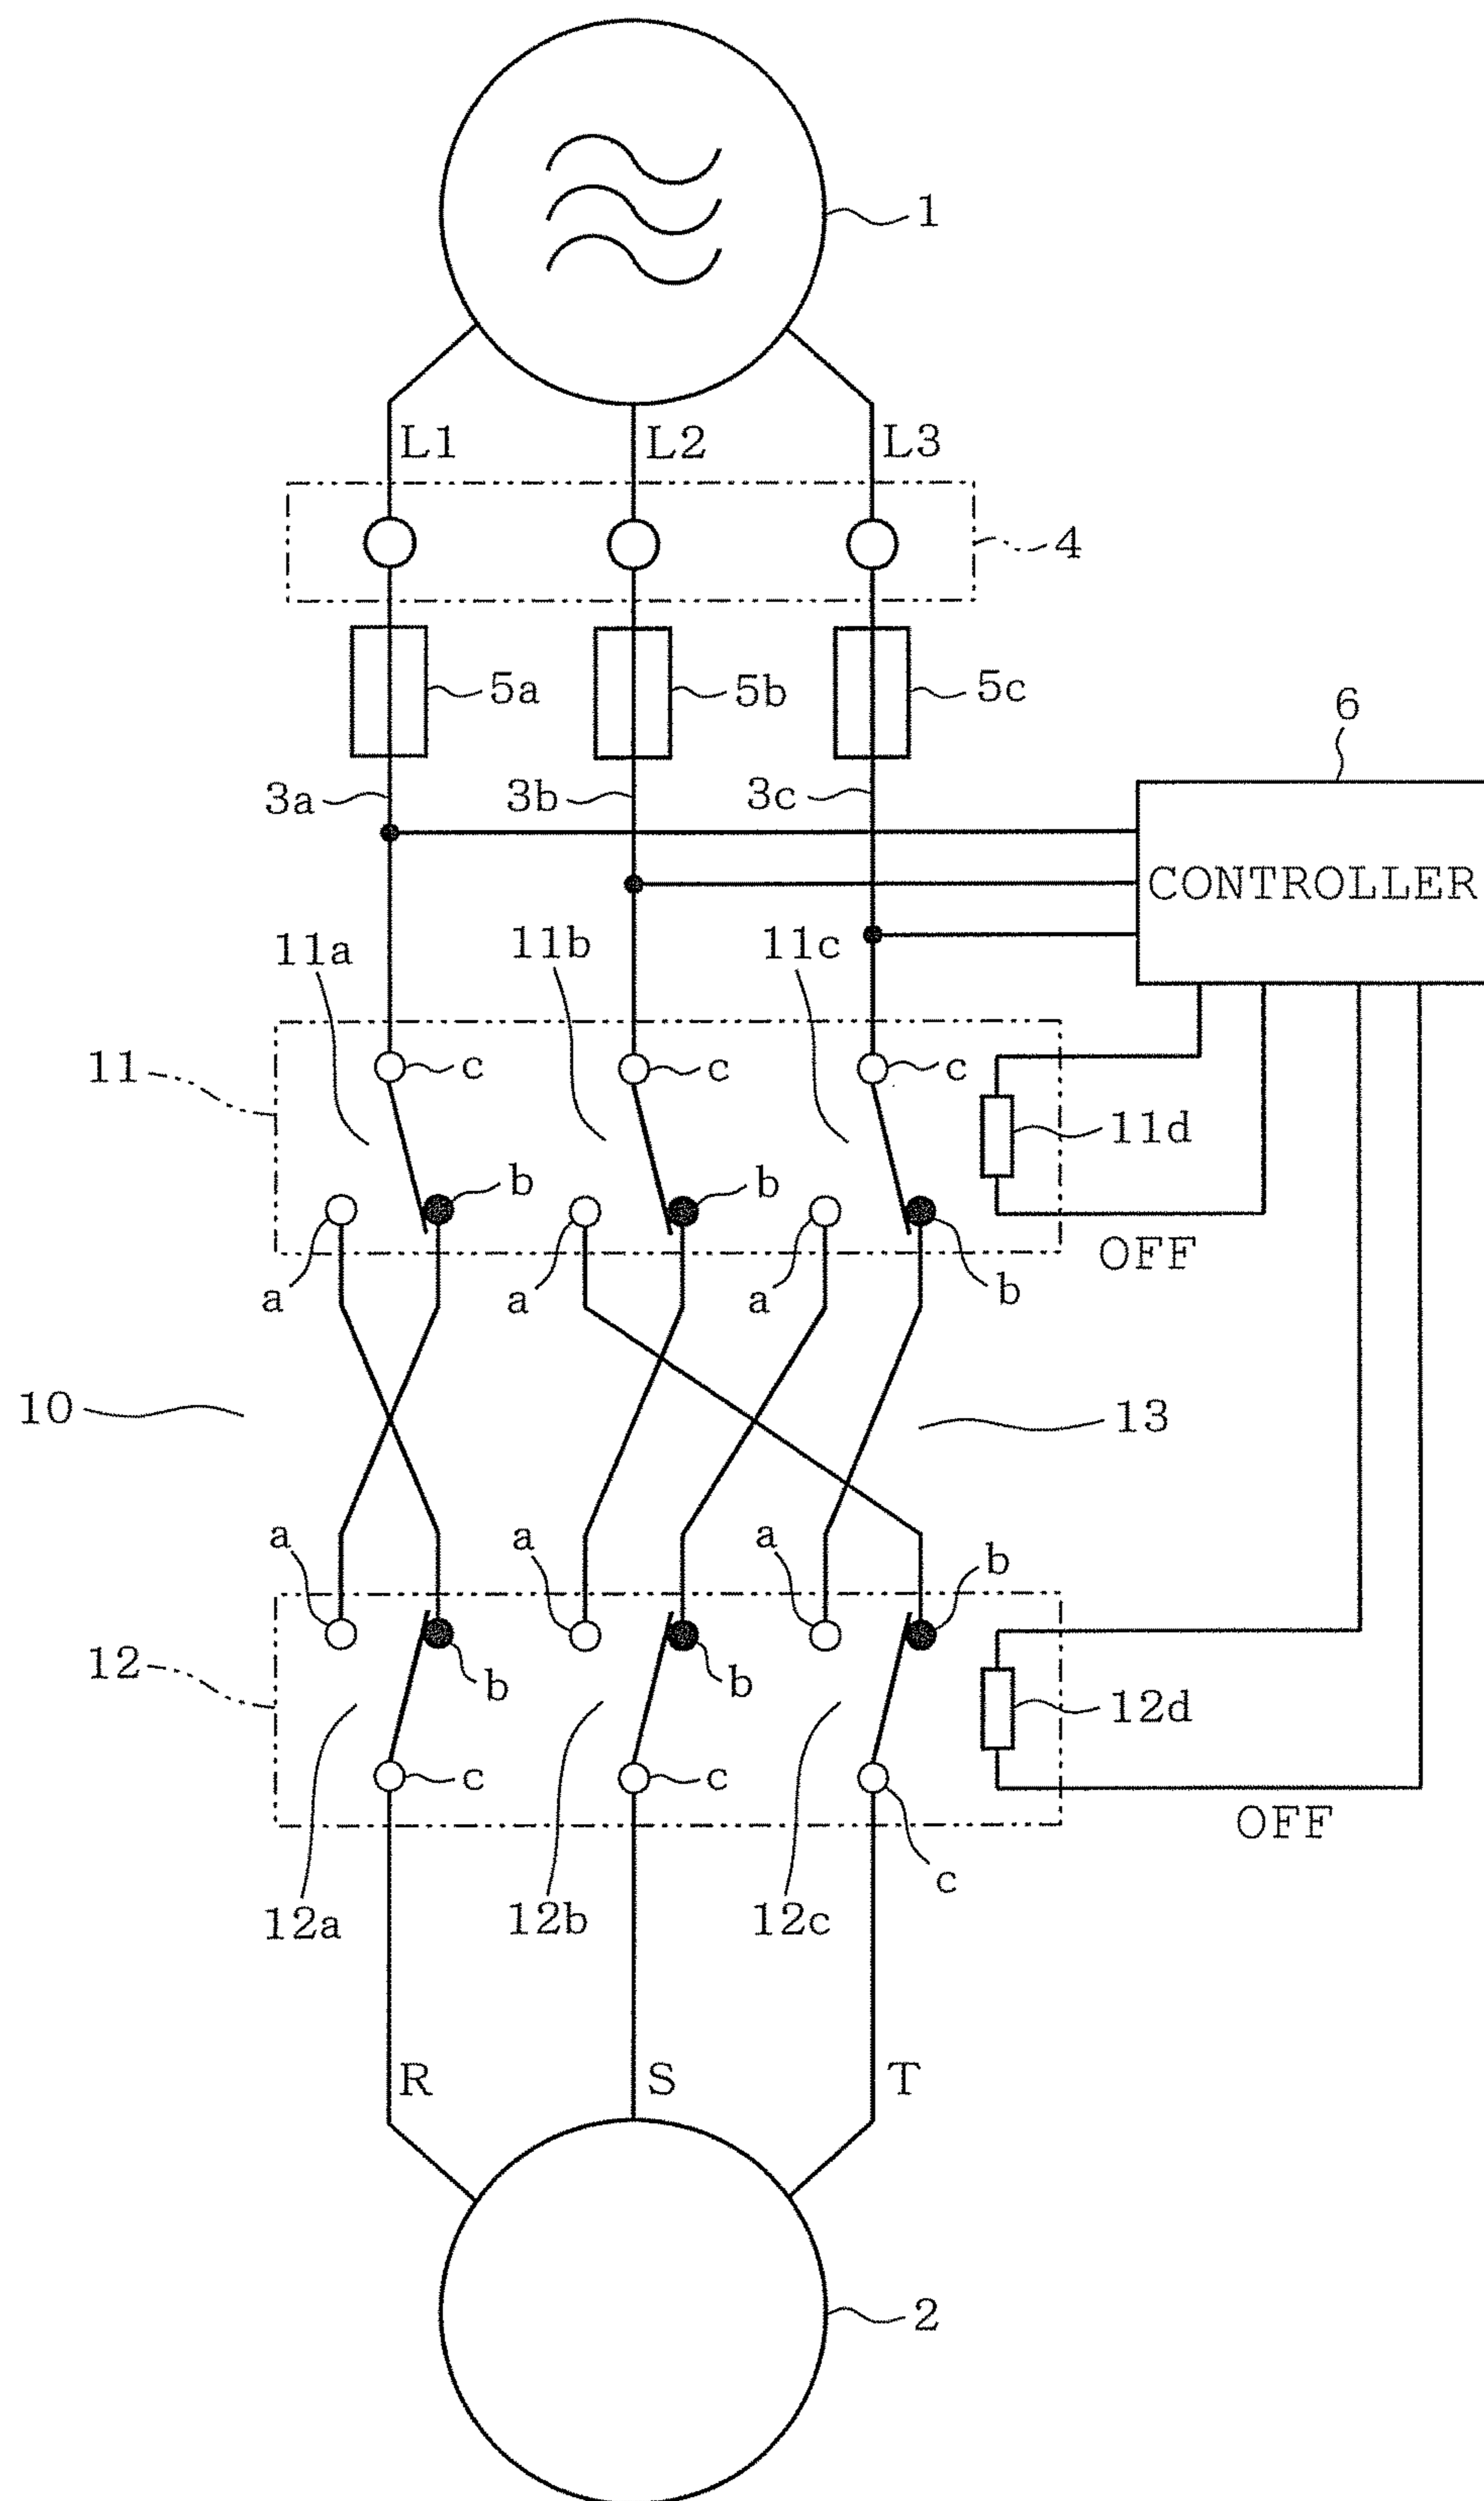 1
L1 L2 L3
4
5a 5b 5c
6
3a 3b 3c
CONTROLLER
11a 11b 11c
11 c c c
11d
b b
OFF
a a a b
10 13
a a a b
12 b b 12d
c c
OFF
c
12a 12b 12c
R S T
2